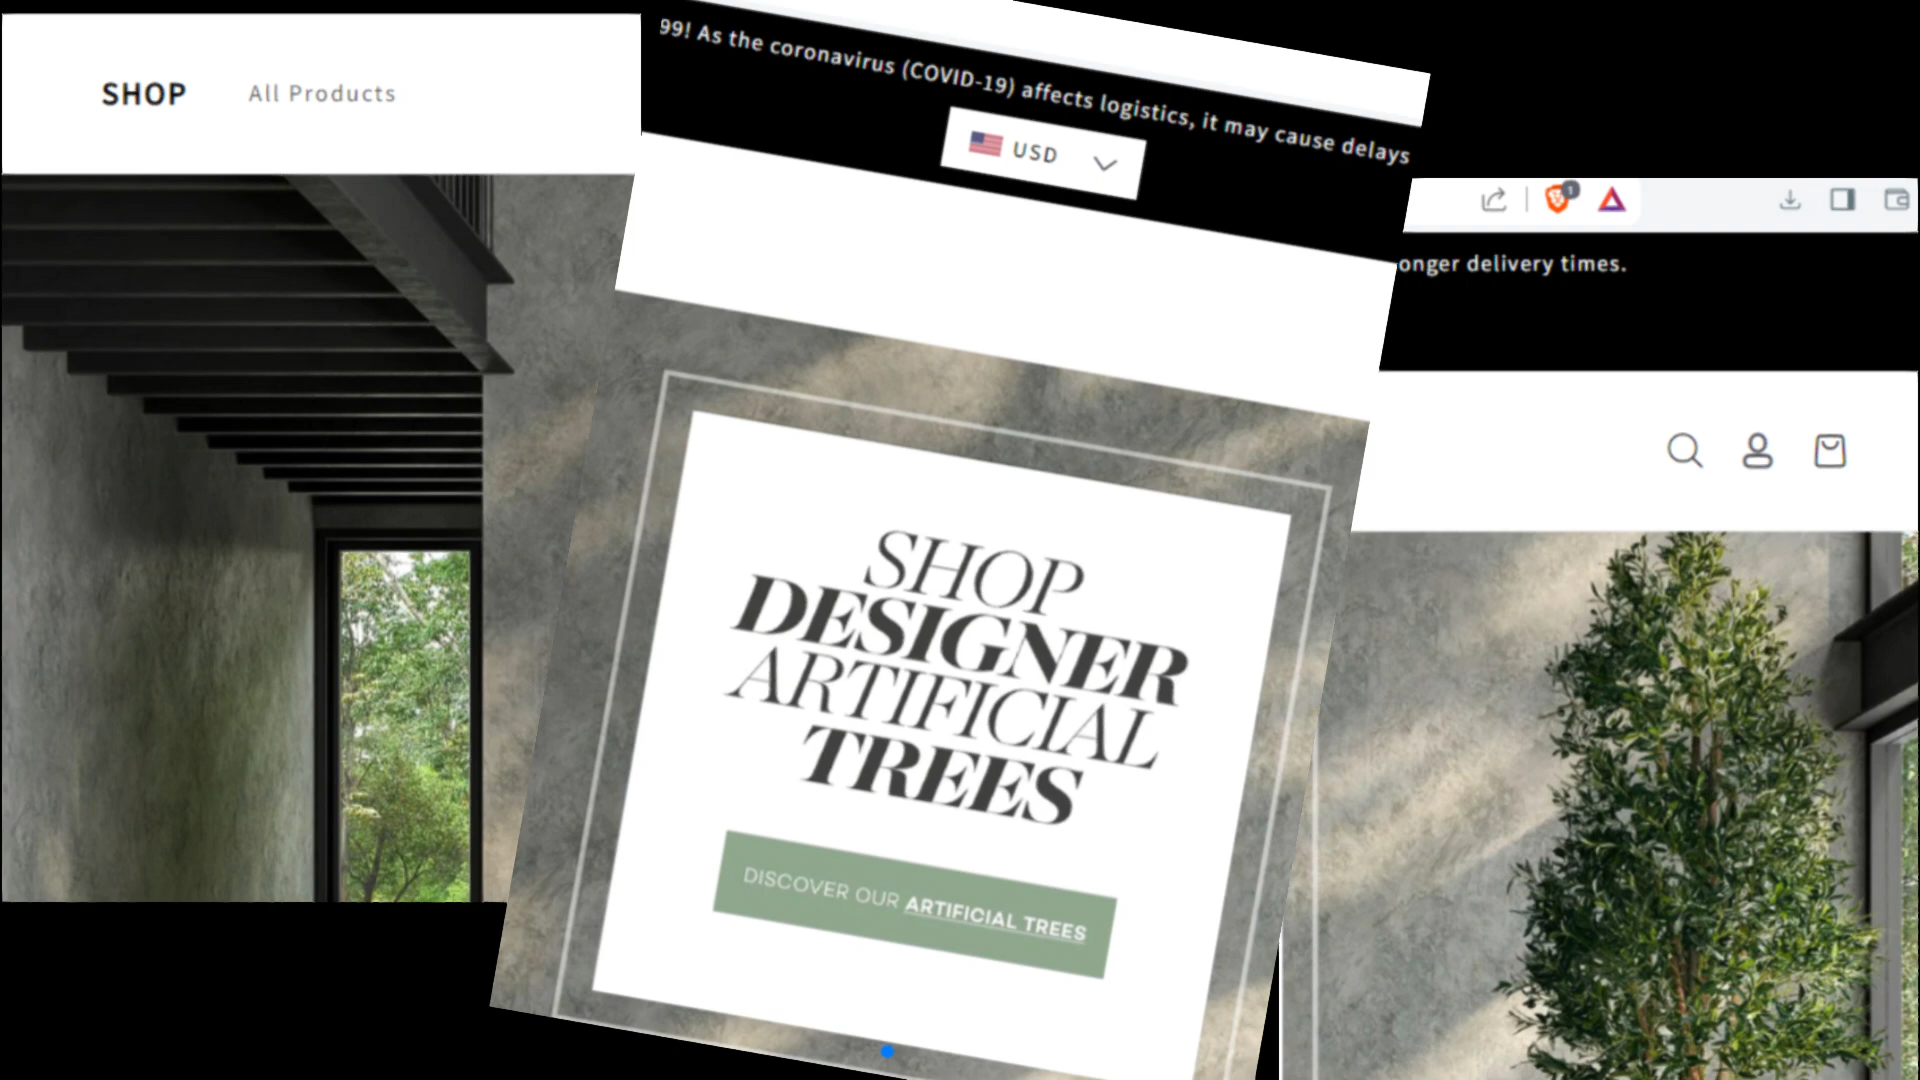 SHOP All Products
99! As the coronavirus (COVID-19) affects logistics, it may cause delays
USD
1
onger delivery times.
SHOP
DESIGNER
ARTIFICIAL
TREES
DISCOVER OUR ARTIFICIAL TREES